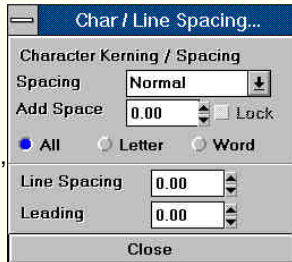 Char / Line Spacing...
Character Kerning / Spacing
Spacing Normal
Add Space 0.00 Lock
All Letter Word
,
Line Spacing 0.00
Leading 0.00
Close